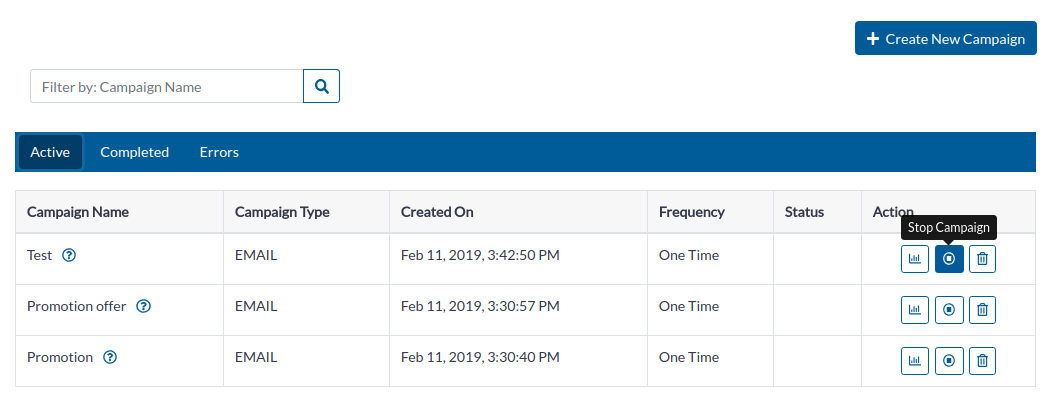 Create New Campaign
Filter by: Campaign Name
Active Completed Errors
Campaign Name Campaign Type Created On Frequency Status Action
Stop Campaign
Test EMAIL Feb 11, 2019, 3:42:50 PM One Time
Promotion offer EMAIL Feb 11, 2019, 3:30:57 PM One Time
Promotion EMAIL Feb 11, 2019, 3:30:40 PM One Time